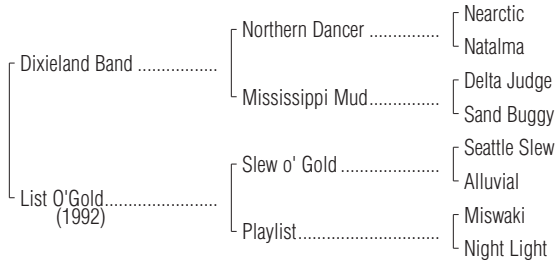 Nearctic
Northern Dancer ................
Natalma
Dixieland Band .................
Delta Judge
Mississippi Mud................
Sand Buggy
Seattle Slew
Slew o' Gold .......................
Alluvial
List O'Gold..........................
(1992)
Miswaki
Playlist.................................
Night Light